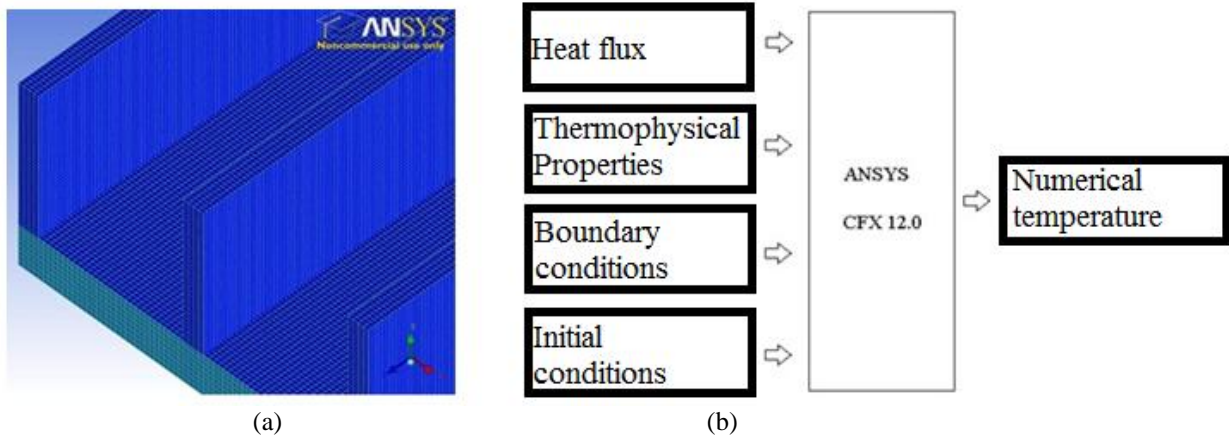 ANSYS
Noncommercial use only
Heat flux
Thermophysical
Properties
Boundary
conditions
Initial
conditions
ANSYS
CFX 12.0
Numerical
temperature
(a)
(b)